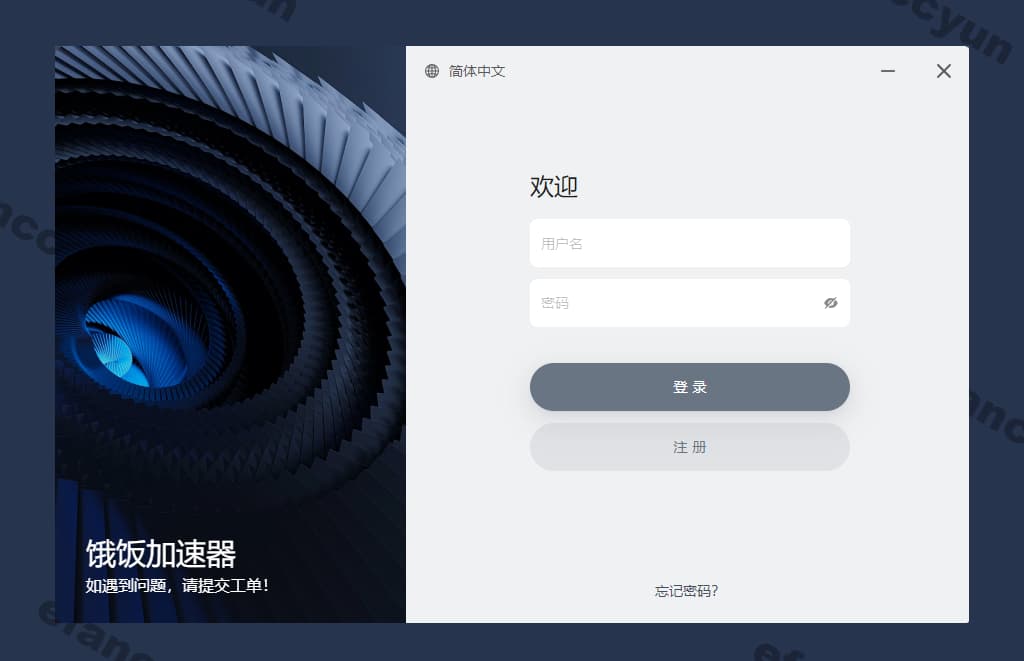 简体中文
欢迎
用户名
密码
登 录
注 册
忘记密码?
饿饭加速器
如遇到问题，请提交工单!